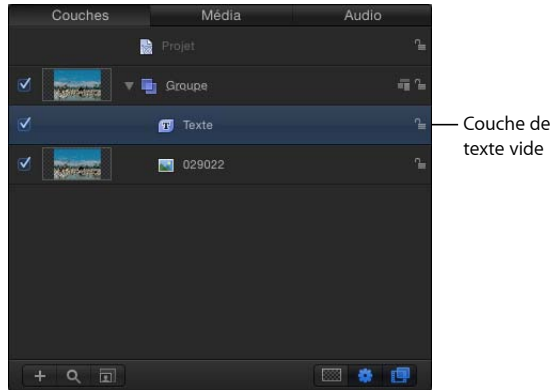 Couches Média Audio
Projet
Groupe
Texte
029022
Couche de
texte vide